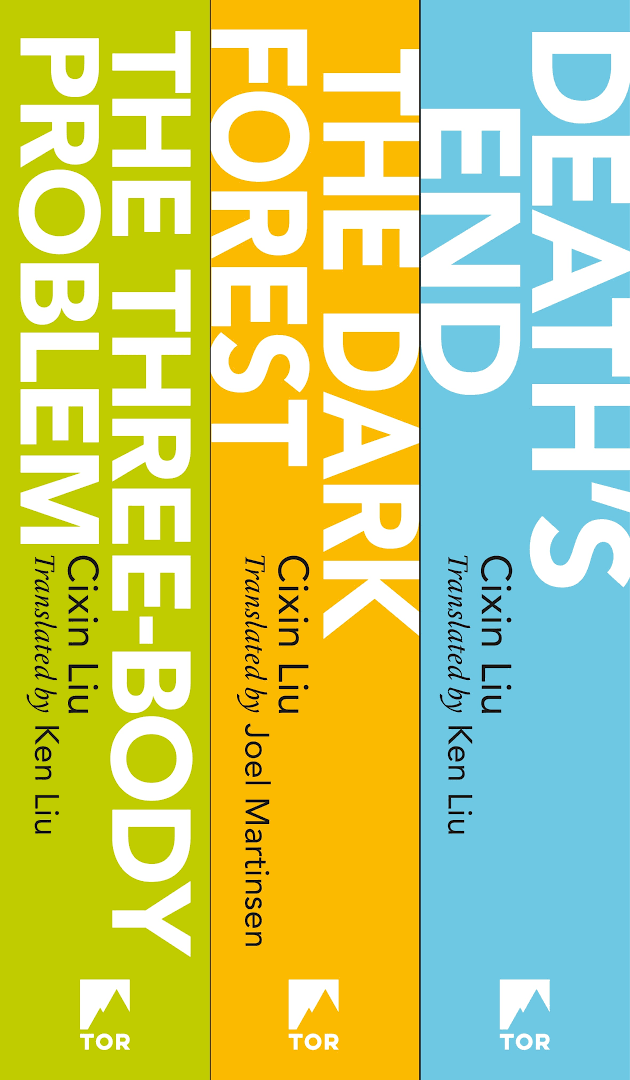 THE THREE-BODY
PROBLEM
Cixin Liu
Translated by Ken Liu
TOR
THE DARK
FOREST
Cixin Liu
Translated by Joel Martinsen
TOR
DEATH'S
END
Cixin Liu
Translated by Ken Liu
TOR